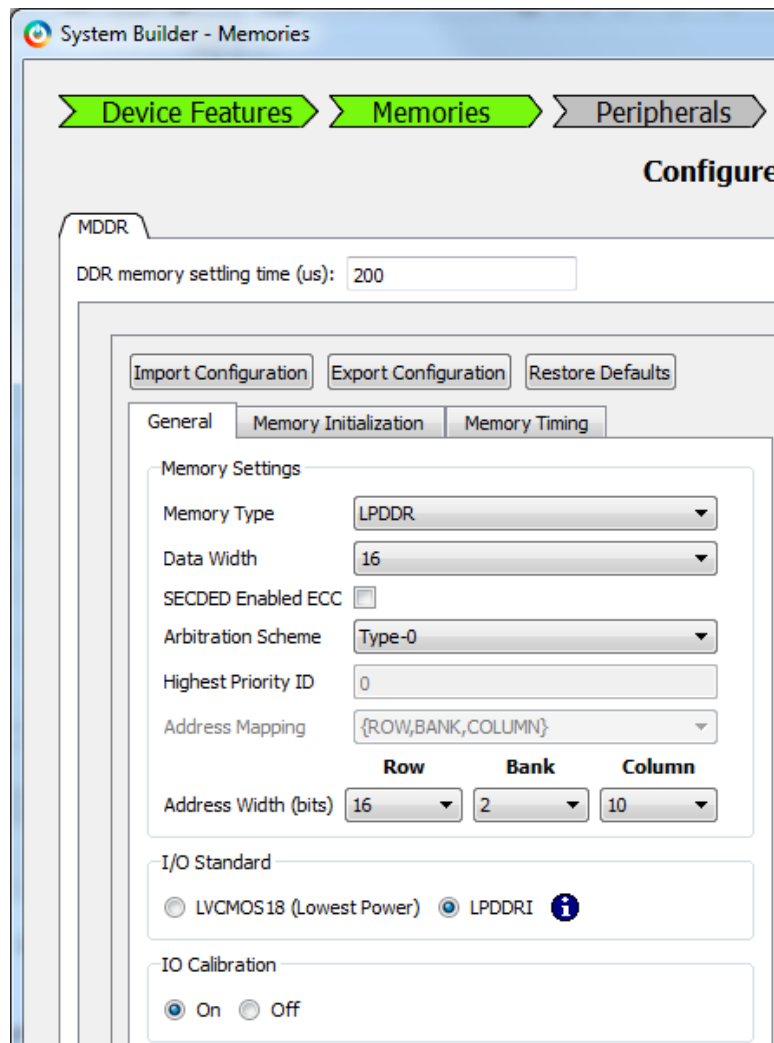 System Builder - Memories
Device Features Memories Peripherals
Configure
MDDR
DDR memory settling time (us): 200
Import Configuration Export Configuration Restore Defaults
General Memory Initialization Memory Timing
Memory Settings
Memory Type LPDDR
Data Width 16
SECDED Enabled ECC
Arbitration Scheme Type-0
Highest Priority ID 0
Address Mapping {ROW,BANK,COLUMN}
Row Bank Column
Address Width (bits) 16 2 10
I/O Standard
LVCMOS18 (Lowest Power) LPDDRI
IO Calibration
On Off